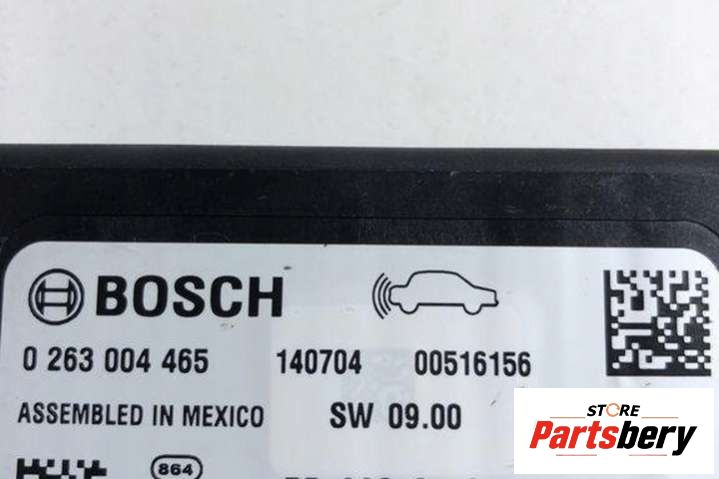 BOSCH
0 263 004 465 140704 00516156
ASSEMBLED IN MEXICO SW 09.00
864
STORE
Partsbery